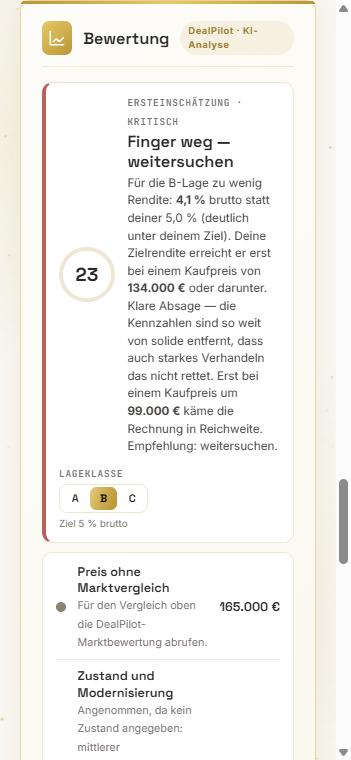 Bewertung
DealPilot · KI-
Analyse
ERSTEINSCHÄTZUNG ·
KRITISCH
Finger weg —
weitersuchen
Für die B-Lage zu wenig
Rendite: 4,1 % brutto statt
deiner 5,0 % (deutlich
unter deinem Ziel). Deine
Zielrendite erreicht er erst
bei einem Kaufpreis von
134.000 € oder darunter.
Klare Absage — die
Kennzahlen sind so weit
von solide entfernt, dass
auch starkes Verhandeln
das nicht rettet. Erst bei
einem Kaufpreis um
99.000 € käme die
Rechnung in Reichweite.
Empfehlung: weitersuchen.
23
LAGEKLASSE
A B C
Ziel 5 % brutto
Preis ohne
Marktvergleich
Für den Vergleich oben
die DealPilot-
Marktbewertung abrufen.
165.000 €
Zustand und
Modernisierung
Angenommen, da kein
Zustand angegeben:
mittlerer